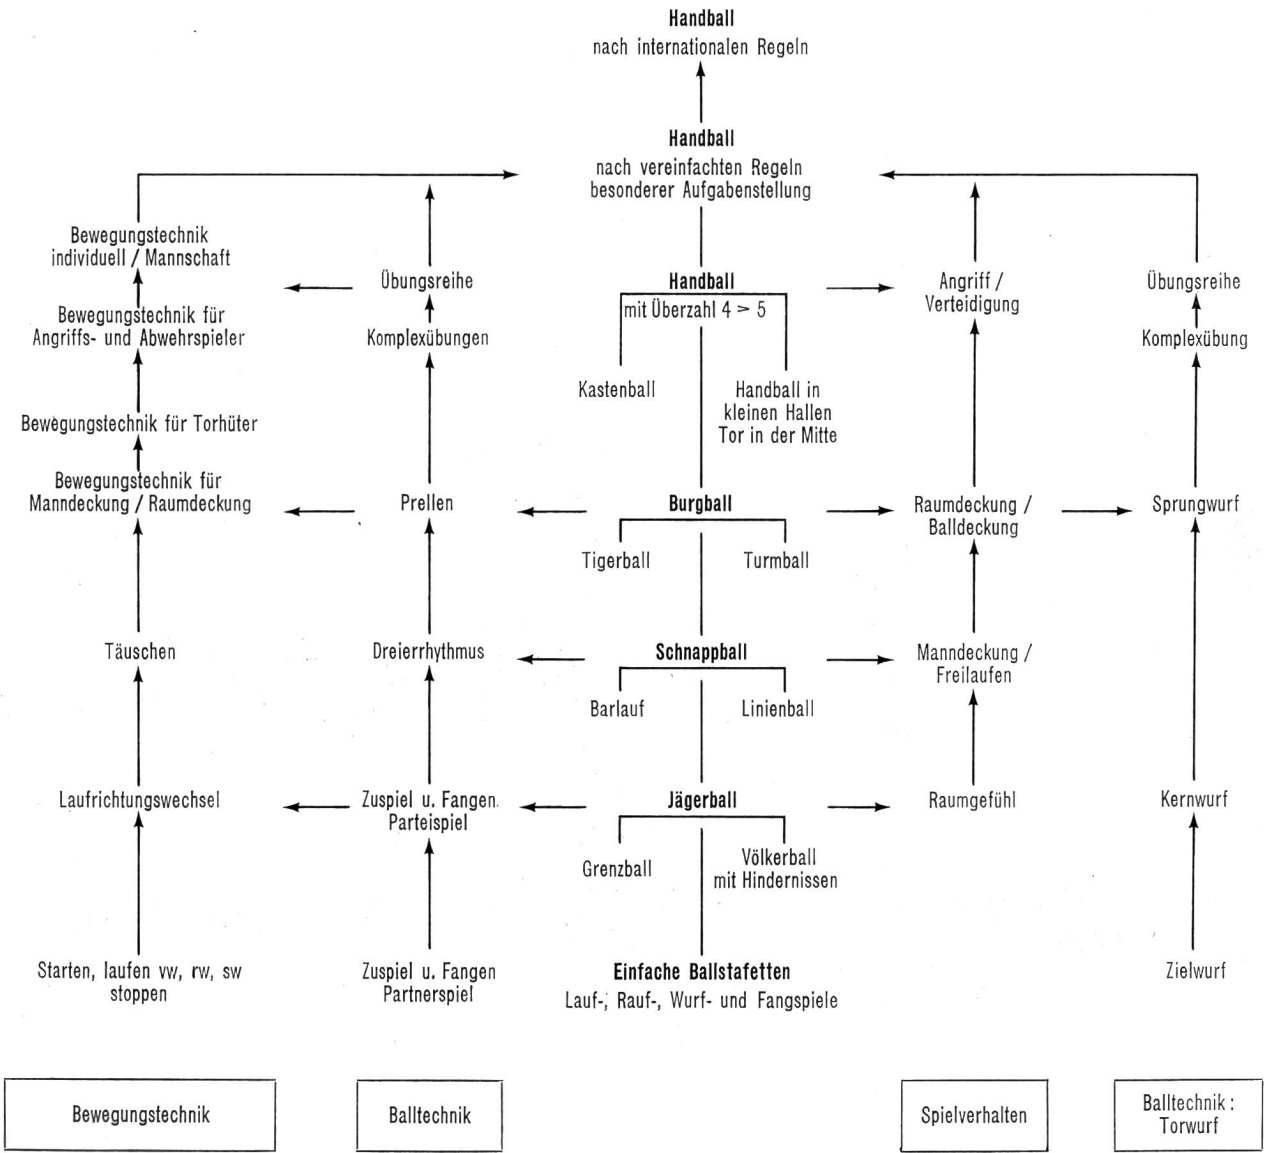 Handball
nach internationalen Regeln
Handball
nach vereinfachten Regeln
besonderer Aufgabenstellung
Bewegungstechnik
individuell / Mannschaft
Übungsreihe
Handball
mit Überzahl 4 > 5
Angriff /
Verteidigung
Übungsreihe
Bewegungstechnik für
Angriffs- und Abwehrspieler
Komplexübungen
Komplexübung
Kastenball
Handball in
kleinen Hallen
Tor in der Mitte
Bewegungstechnik für Torhüter
Bewegungstechnik für
Manndeckung / Raumdeckung
Prellen
Burgball
Raumdeckung /
Balldeckung
Sprungwurf
Tigerball
Turmball
Täuschen
Dreierrhythmus
Schnappball
Manndeckung /
Freilaufen
Barlauf
Linienball
Laufrichtungswechsel
Zuspiel u. Fangen
Parteispiel
Jägerball
Raumgefühl
Kernwurf
Grenzball
Völkerball
mit Hindernissen
Starten, laufen vw, rw, sw
stoppen
Zuspiel u. Fangen
Partnerspiel
Einfache Ballstafetten
Lauf-, Rauf-, Wurf- und Fangspiele
Zielwurf
Bewegungstechnik
Balltechnik
Spielverhalten
Balltechnik :
Torwurf